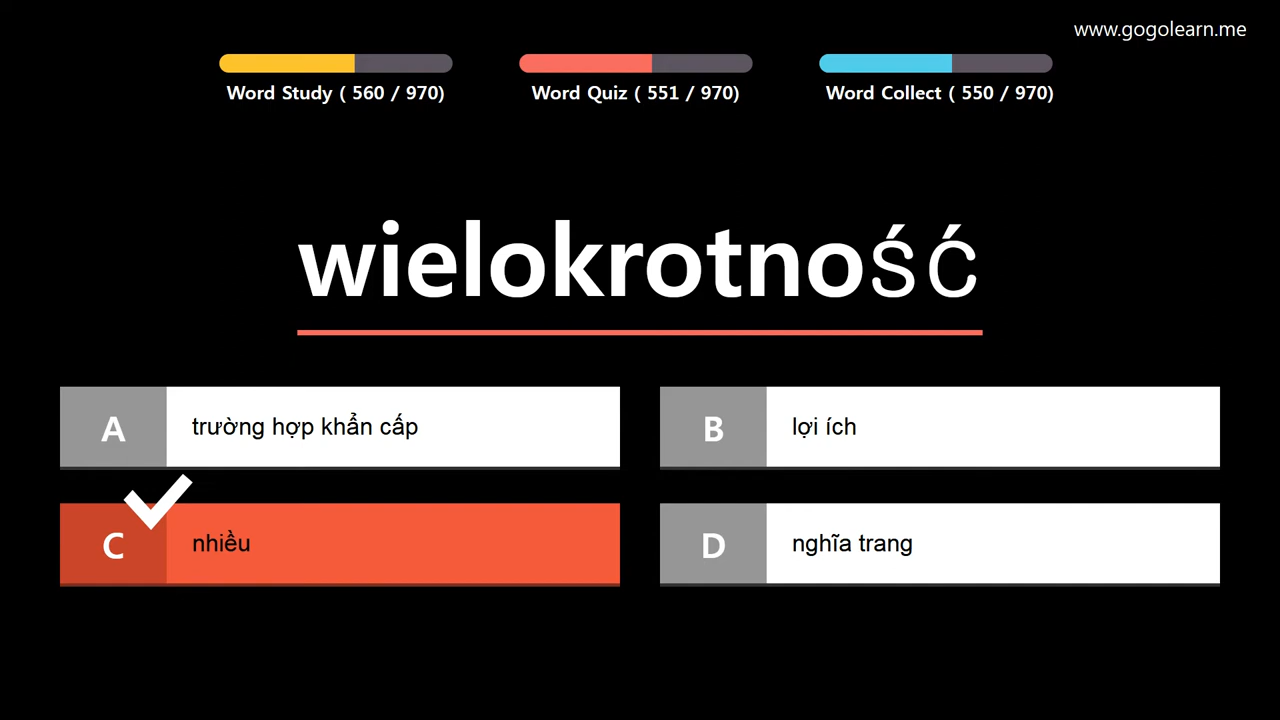 www.gogolearn.me
Word Study ( 560 / 970)
Word Quiz ( 551 / 970)
Word Collect ( 550 / 970)
wielokrotność
A
trường hợp khẩn cấp
B
lợi ích
C
nhiều
D
nghĩa trang